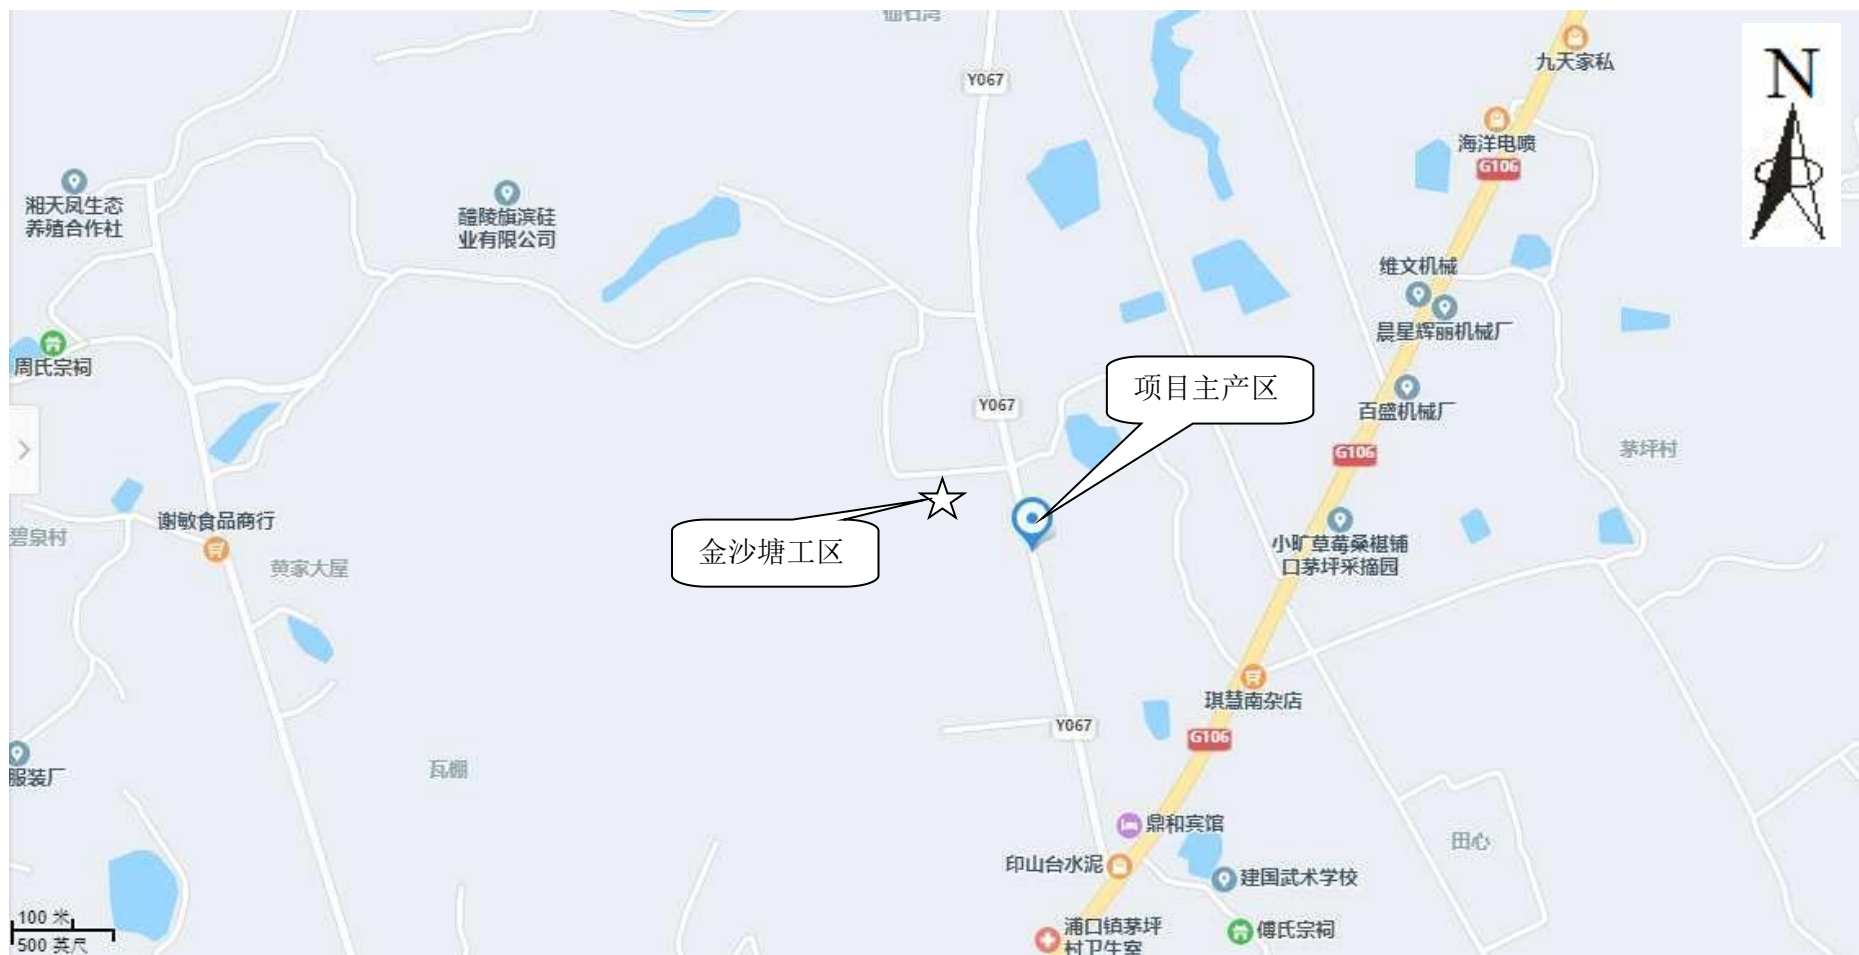 仙石湾
九天家私
N
Y067
海洋电喷
G106
湘天凤生态
养殖合作社
醴陵旗滨硅
业有限公司
维文机械
晨星辉丽机械厂
周氏宗祠
项目主产区
Y067
百盛机械厂
G106
茅坪村
谢敏食品商行
碧泉村
金沙塘工区
黄家大屋
小旷草莓桑椹铺
口茅坪采摘园
琪慧南杂店
Y067
G106
瓦棚
服装厂
鼎和宾馆
田心
印山台水泥
建国武术学校
100 米
500 英尺
浦口镇茅坪
村卫生室
傅氏宗祠